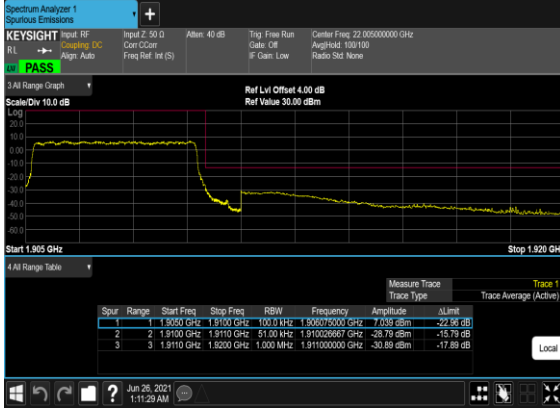 Spectrum Analyzer 1
Spurious Emissions
+
KEYSIGHT Input: RF Input Z: 50 Ω Atten: 40 dB Trig: Free Run Center Freq: 22.005000000 GHz
RL Coupling: DC Corr CCorr Gate: Off Avg|Hold: 100/100
Align: Auto Freq Ref: Int (S) IF Gain: Low Radio Std: None
PASS
3.All Range Graph Ref Lvl Offset 4.00 dB
Scale/Div 10.0 dB Ref Value 30.00 dBm
Log
20.0
10.0
0.00
-10.0
-20.0
-30.0
-40.0
-50.0
-60.0
Start 1.905 GHz Stop 1.920 GH
4.All Range Table
Measure Trace Trace 1
Trace Type Trace Average (Active)
Spur Range Start Freq Stop Freq RBW Frequency Amplitude ΔLimit
1 1 1.9050 GHz 1.9100 GHz 100.0 kHz 1.906075000 GHz 7.039 dBm -22.96 dB
2 2 1.9100 GHz 1.9110 GHz 51.00 kHz 1.910026667 GHz -28.79 dBm -15.79 dB
3 3 1.9110 GHz 1.9200 GHz 1.000 MHz 1.911000000 GHz -30.89 dBm -17.89 dB
Local
?
Jun 26, 2021
1:11:29 AM